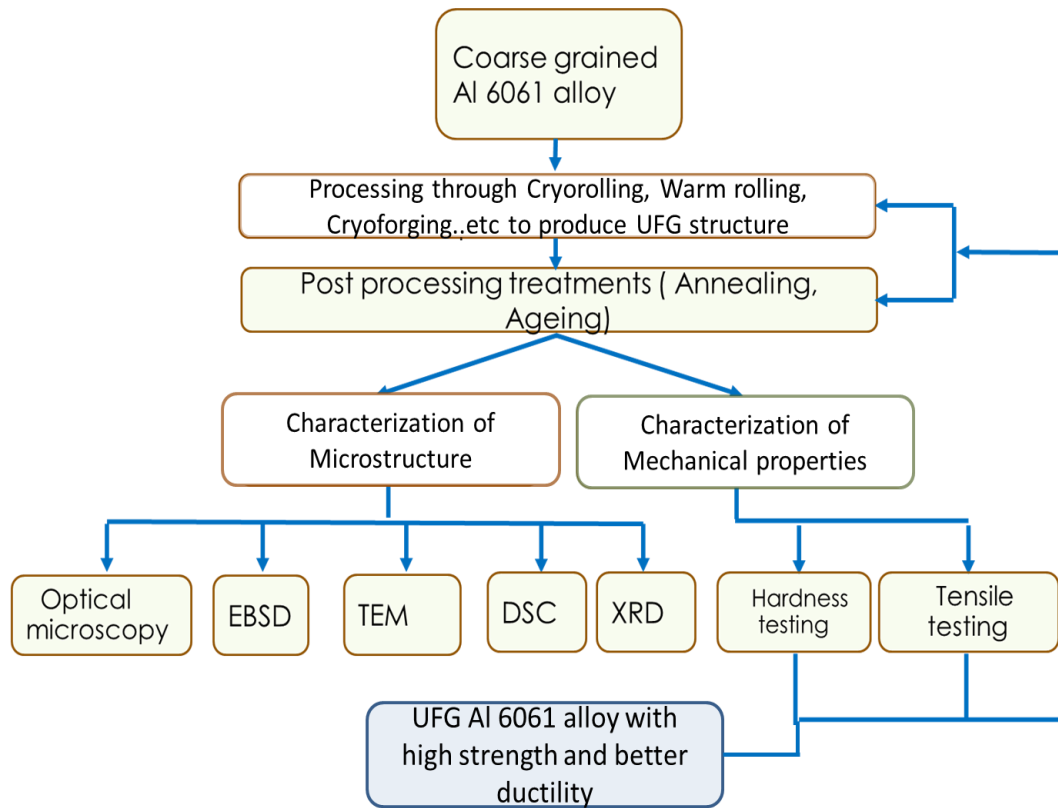 Coarse grained
Al 6061 alloy
Processing through Cryorolling, Warm rolling,
Cryoforging.,etc to produce UFG structure
Post processing treatments ( Annealing,
Ageing)
Characterization of
Microstructure
Characterization of
Mechanical properties
Optical
microscopy
EBSD
TEM
DSC
XRD
Hardness
testing
Tensile
testing
UFG Al 6061 alloy with
high strength and better
ductility